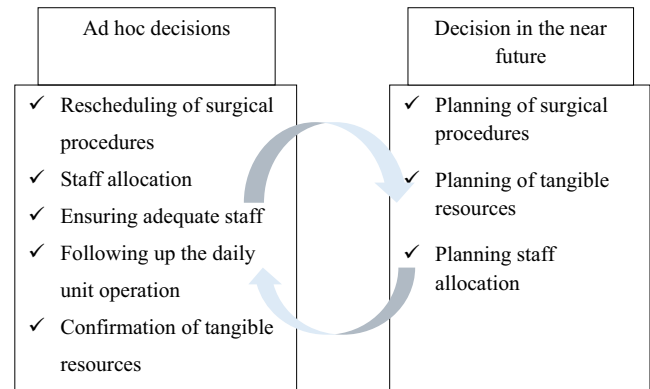 Ad hoc decisions
✓ Rescheduling of surgical
procedures
✓ Staff allocation
✓ Ensuring adequate staff
✓ Following up the daily
unit operation
✓ Confirmation of tangible
resources
Decision in the near
future
✓ Planning of surgical
procedures
✓ Planning of tangible
resources
✓ Planning staff
allocation